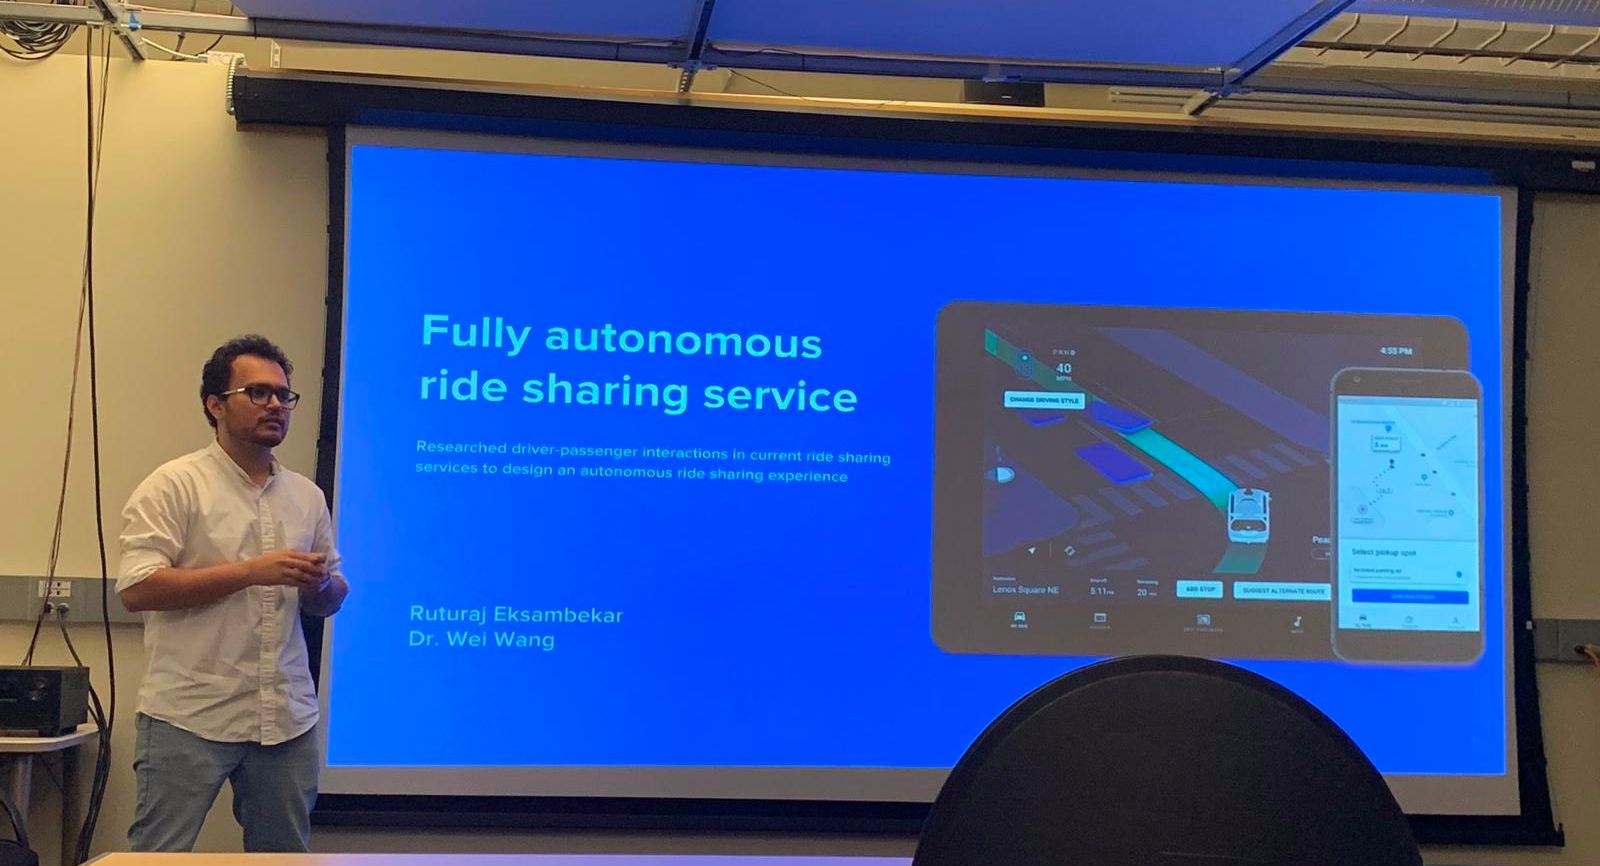 Fully autonomous
ride sharing service
Researched driver-passenger interactions in current ride sharing
services to design an autonomous ride sharing experience
Ruturaj Eksambekar
Dr. Wei Wang
PRND
40
MPH
4:55 PM
CHANGE DRIVING STYLE
Lenox Square NE
5:11
20
ADD STOP
SUGGEST ALTERNATE ROUTE
Select pickup spot